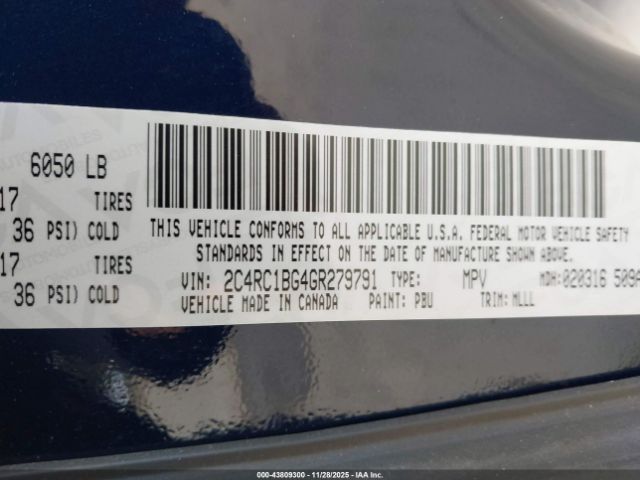 6050 LB
17 TIRES
36 PSI) COLD
17 TIRES
36 PSI) COLD
THIS VEHICLE CONFORMS TO ALL APPLICABLE U.S.A. FEDERAL MOTOR VEHICLE SAFETY
STANDARDS IN EFFECT ON THE DATE OF MANUFACTURE SHOWN ABOVE.
VIN: 2C4RC1BG4GR279791 TYPE: MPV MDH:020316 509A
VEHICLE MADE IN CANADA PAINT: PBU TRIM: MLLL
000-43809300 - 11/28/2025 - IAA Inc.